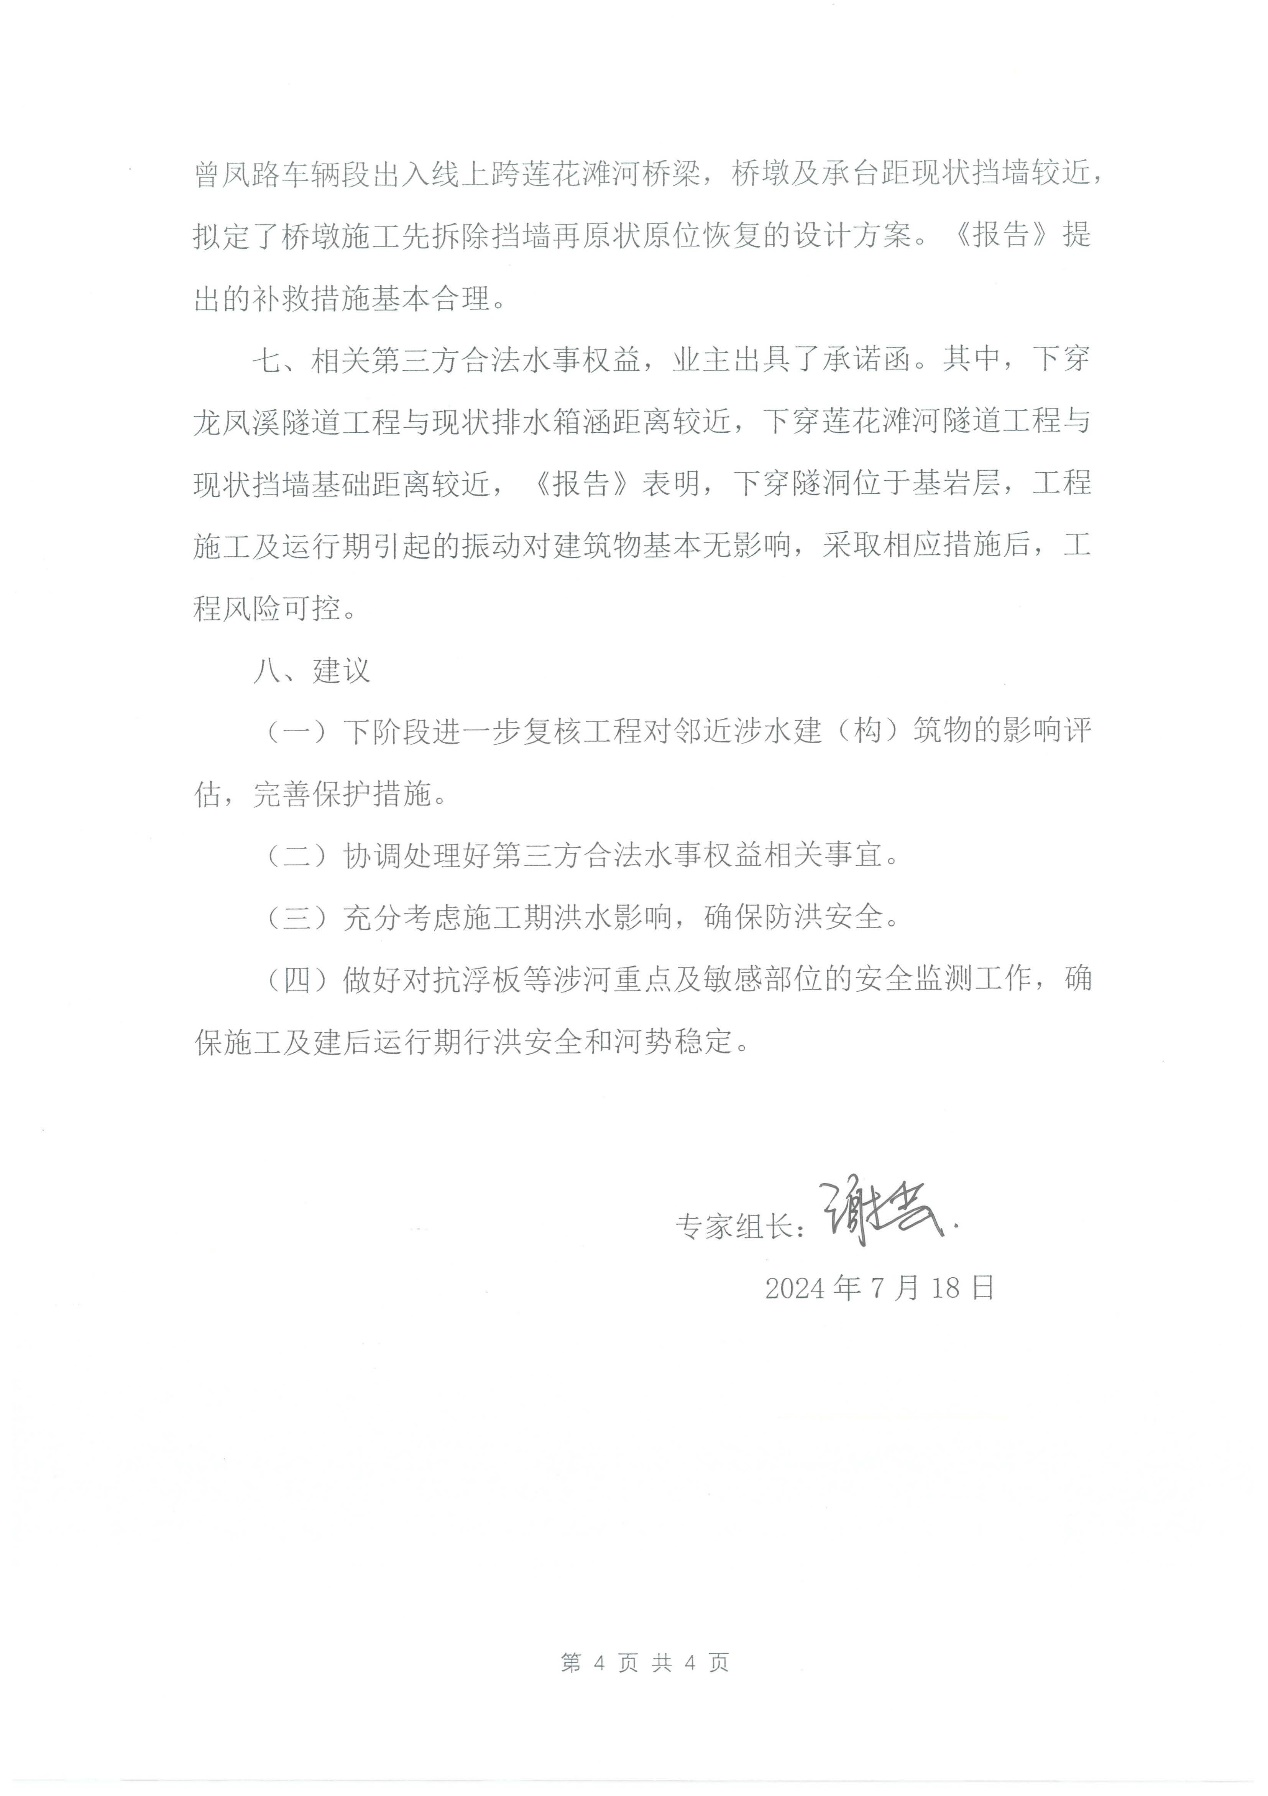 曾凤路车辆段出入线上跨莲花滩河桥梁，桥墩及承台距现状挡墙较近，
拟定了桥墩施工先拆除挡墙再原状原位恢复的设计方案。《报告》提
出的补救措施基本合理。
七、相关第三方合法水事权益，业主出具了承诺函。其中，下穿
龙凤溪隧道工程与现状排水箱涵距离较近，下穿莲花滩河隧道工程与
现状挡墙基础距离较近，《报告》表明，下穿隧洞位于基岩层，工程
施工及运行期引起的振动对建筑物基本无影响，采取相应措施后，工
程风险可控。
八、建议
（一）下阶段进一步复核工程对邻近涉水建（构）筑物的影响评
估，完善保护措施。
（二）协调处理好第三方合法水事权益相关事宜。
（三）充分考虑施工期洪水影响，确保防洪安全。
（四）做好对抗浮板等涉河重点及敏感部位的安全监测工作，确
保施工及建后运行期行洪安全和河势稳定。
专家组长：
2024 年 7 月 18 日
第 4 页 共 4 页